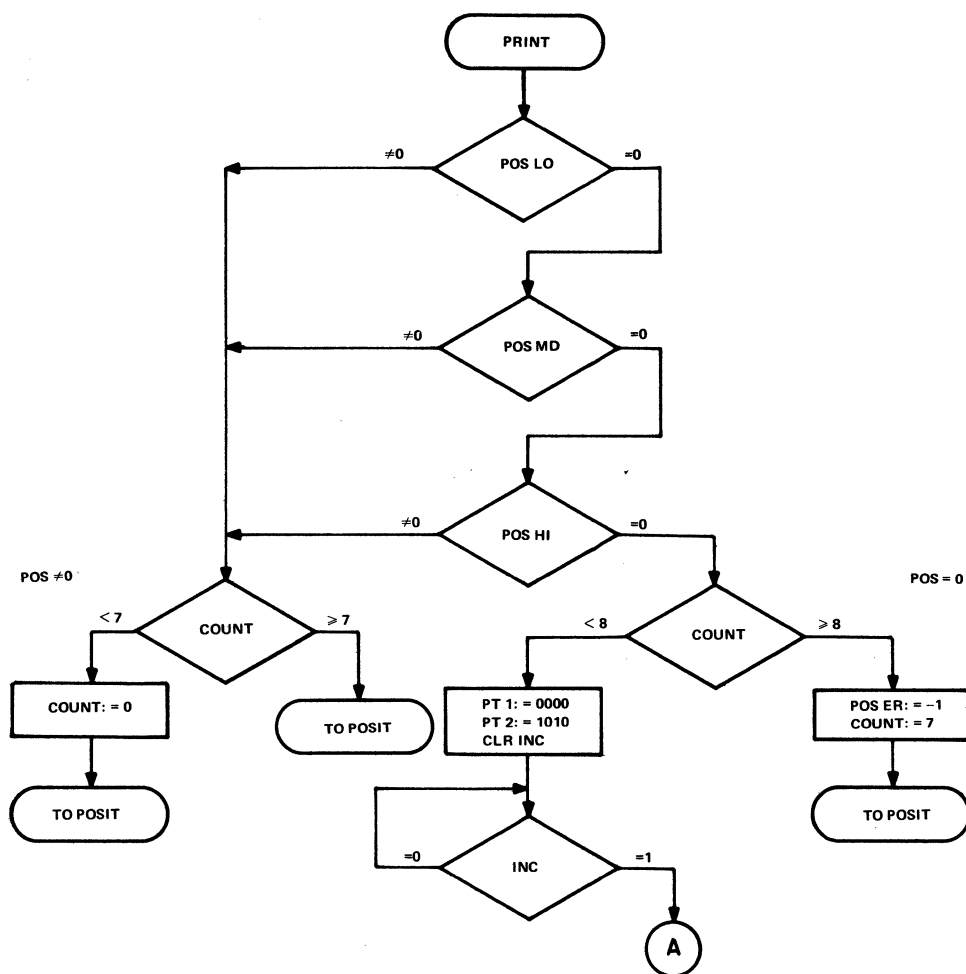 PRINT
≠0
POS LO
=0
≠0
POS MD
=0
≠0
POS HI
=0
POS ≠0
POS = 0
< 7
COUNT
⩾ 7
< 8
COUNT
⩾ 8
COUNT: = 0
TO POSIT
PT 1: = 0000
PT 2: = 1010
CLR INC
POS ER: = –1
COUNT: = 7
TO POSIT
TO POSIT
=0
INC
=1
A